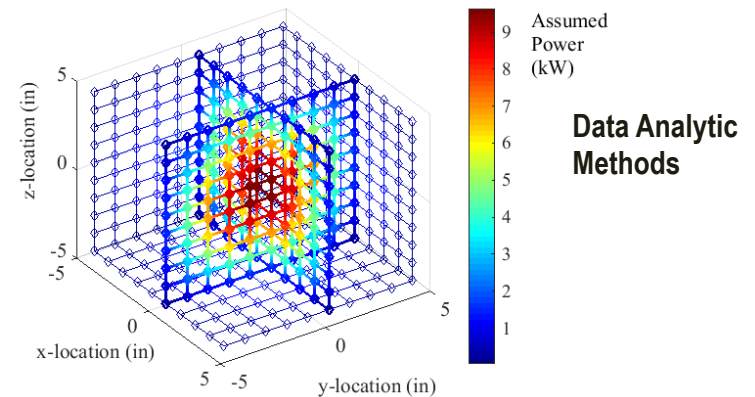 Assumed
Power
(kW)
9
8
7
6
5
4
3
2
1
Data Analytic
Methods
5
0
-5
z-location (in)
-5
0
5
x-location (in)
-5
0
5
y-location (in)